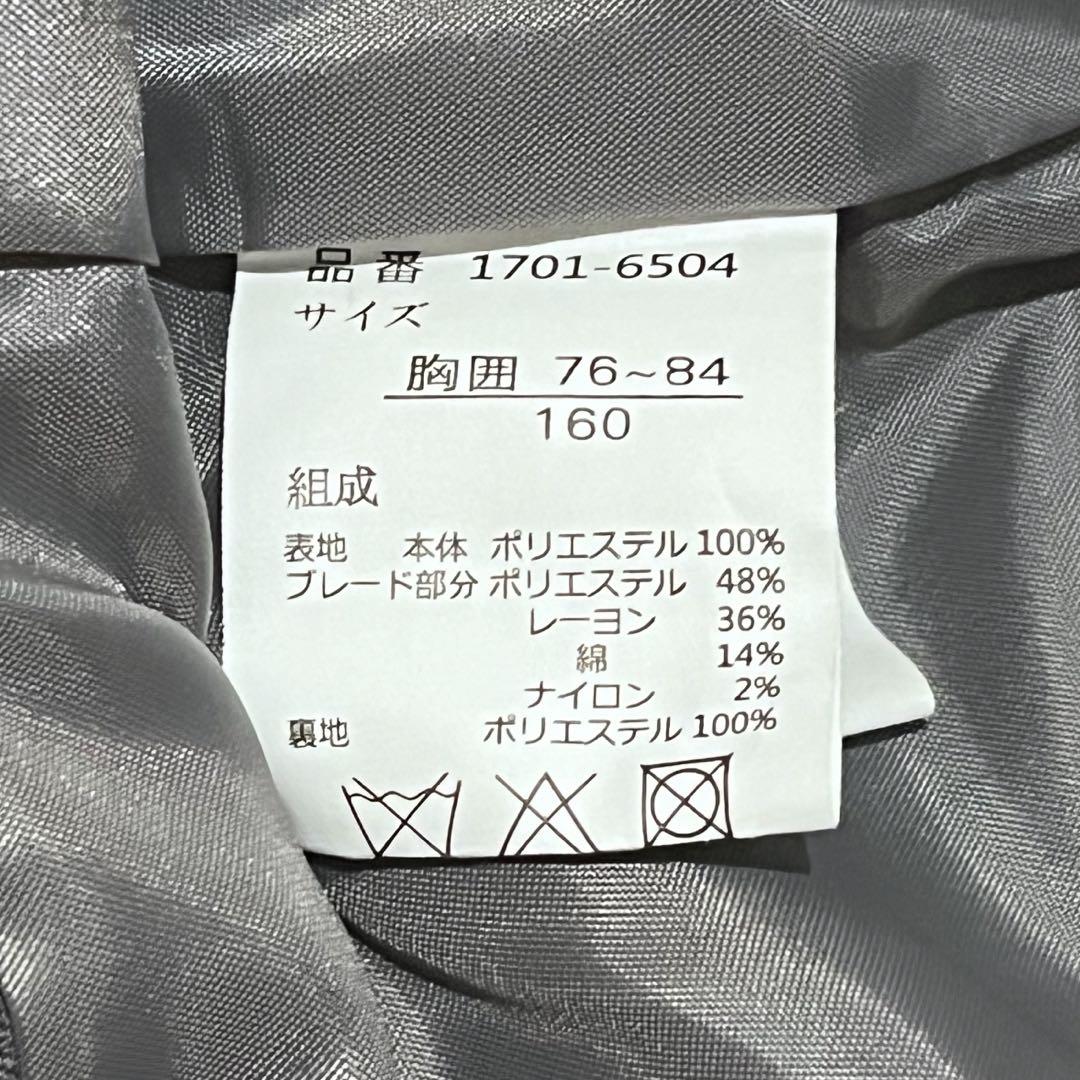 品番 1701-6504
サイズ
胸囲 76~84
160
組成
表地 本体 ポリエステル 100%
ブレード部分 ポリエステル 48%
レーヨン 36%
綿 14%
ナイロン 2%
裏地 ポリエステル 100%